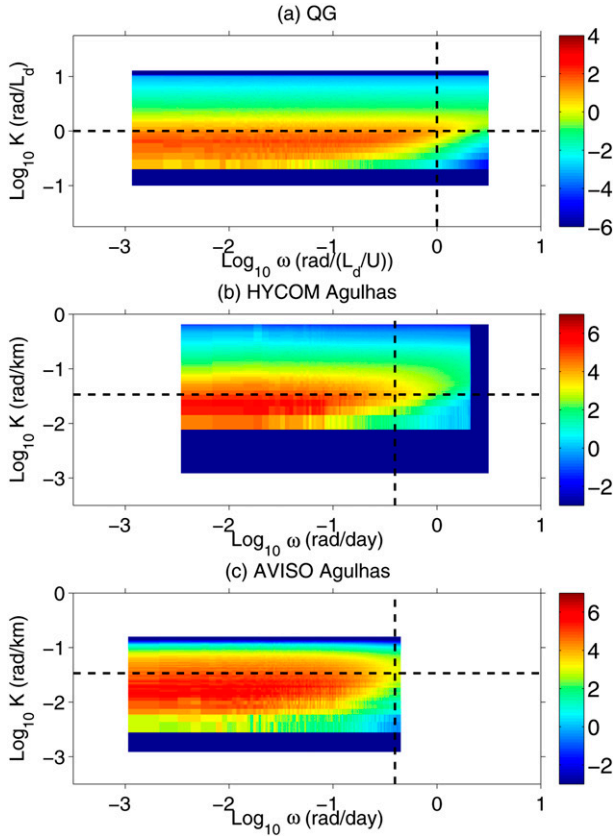 (a) QG
Log10 K (rad/Ld)
1
0
−1
−3 −2 −1 0 1
Log10 ω (rad/(Ld/U))
4
2
0
−2
−4
−6
(b) HYCOM Agulhas
Log10 K (rad/km)
0
−1
−2
−3
−3 −2 −1 0 1
Log10 ω (rad/day)
6
4
2
0
−2
(c) AVISO Agulhas
Log10 K (rad/km)
0
−1
−2
−3
−3 −2 −1 0 1
Log10 ω (rad/day)
6
4
2
0
−2